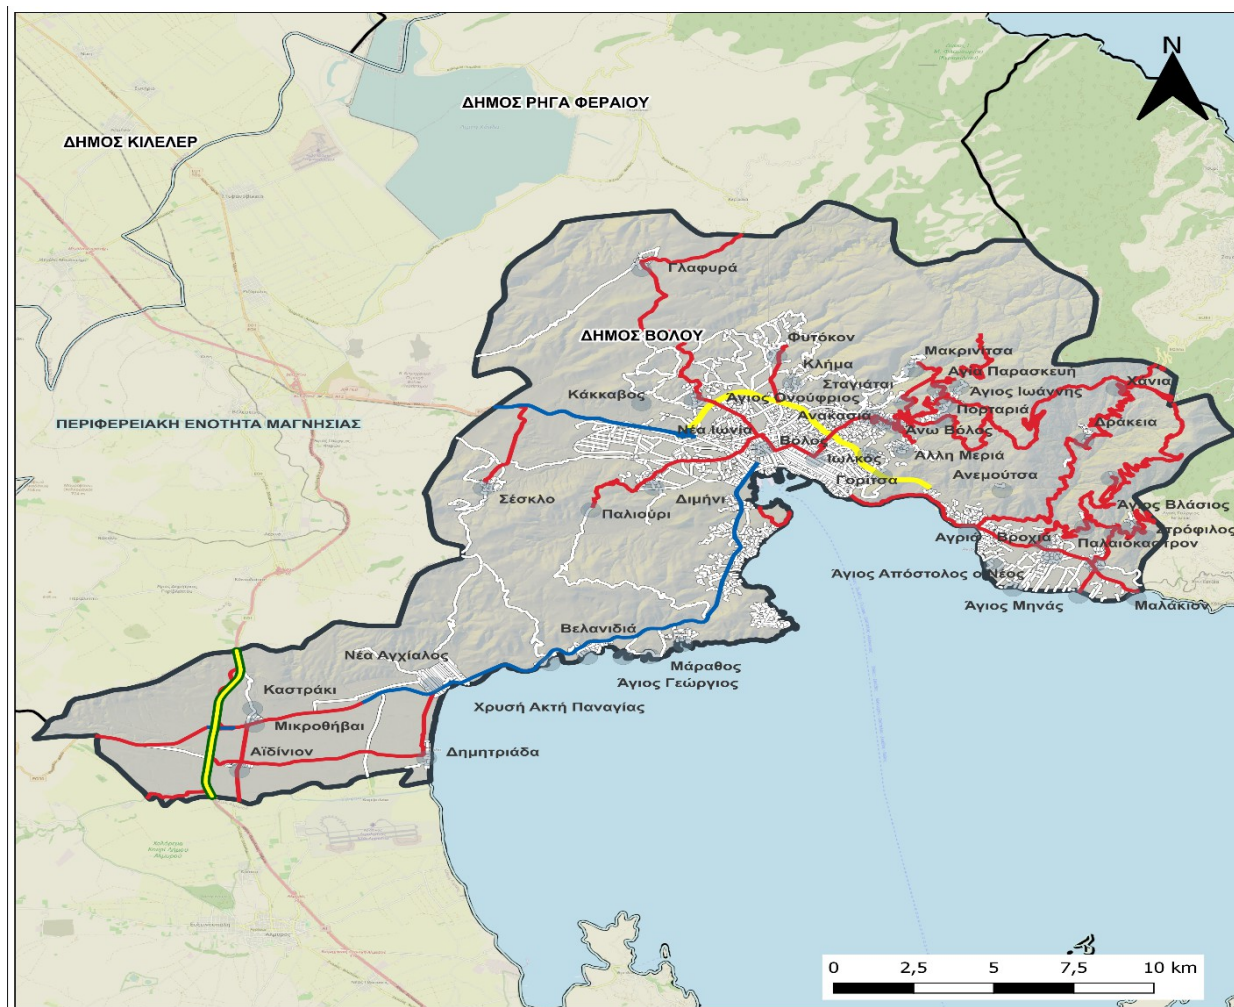 N
ΔΗΜΟΣ ΡΗΓΑ ΦΕΡΑΙΟΥ
ΔΗΜΟΣ ΚΙΛΕΛΕΡ
Γλαφυρά
ΔΗΜΟΣ ΒΟΛΟΥ
Φυτόκον
Μακρινίτσα
Κλήμα
Αγία Παρασκευή
Σταγιάται
Χάνια
Άγιος Ιωάννης
Κάκκαβος
Άγιος Ονούφριος
Πορταριά
Ανακασιά
ΠΕΡΙΦΕΡΕΙΑΚΗ ΕΝΟΤΗΤΑ ΜΑΓΝΗΣΙΑΣ
Δράκεια
Νέα Ιωνία
Άνω Βόλος
Βόλος
Άλλη Μεριά
Ιωλκός
Ανεμούτσα
Γορίτσα
Σέσκλο
Διμήνι
Άγιος Βλάσιος
Παλιούρι
Στρόφιλος
Αγριά
Βροχιά
Παλαιόκαστρον
Άγιος Απόστολος ο Νέος
Άγιος Μηνάς
Μαλάκιον
Βελανιδιά
Νέα Αγχίαλος
Μάραθος
Άγιος Γεώργιος
Καστράκι
Χρυσή Ακτή Παναγίας
Μικροθήβαι
Αϊδίνιον
Δημητριάδα
0 2,5 5 7,5 10 km